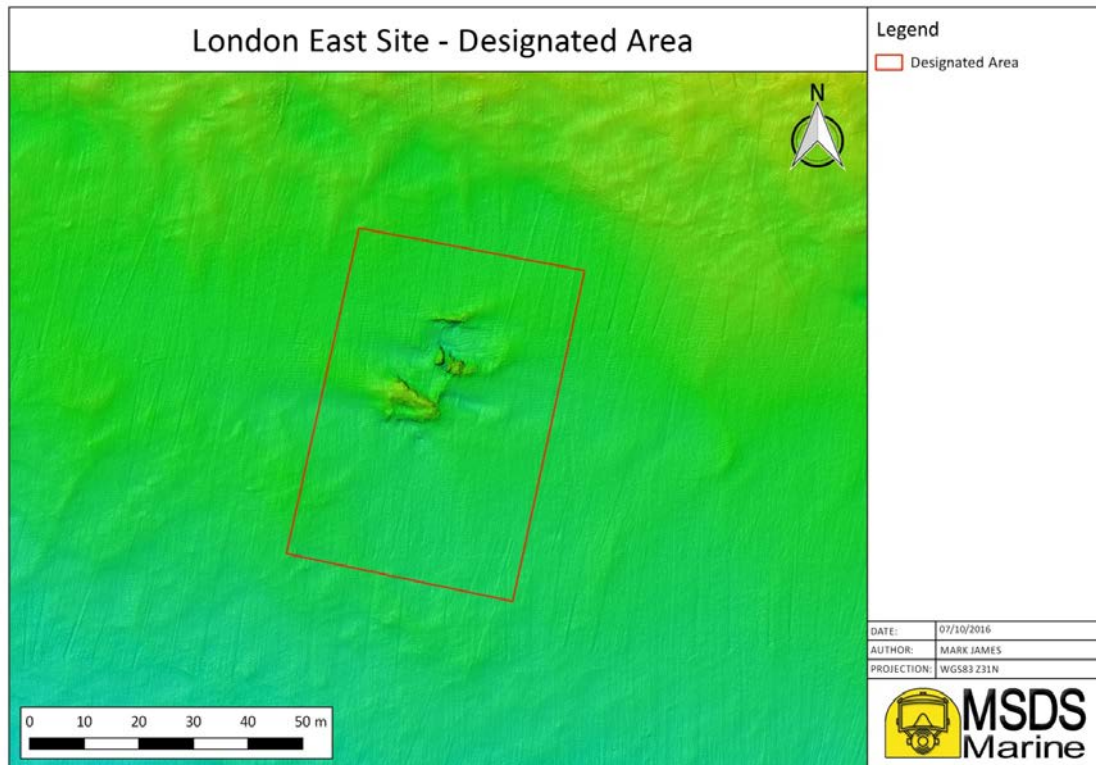 London East Site - Designated Area
Legend
Designated Area
N
0 10 20 30 40 50 m
DATE: 07/10/2016
AUTHOR: MARK JAMES
PROJECTION: WGS83 Z31N
MSDS
Marine